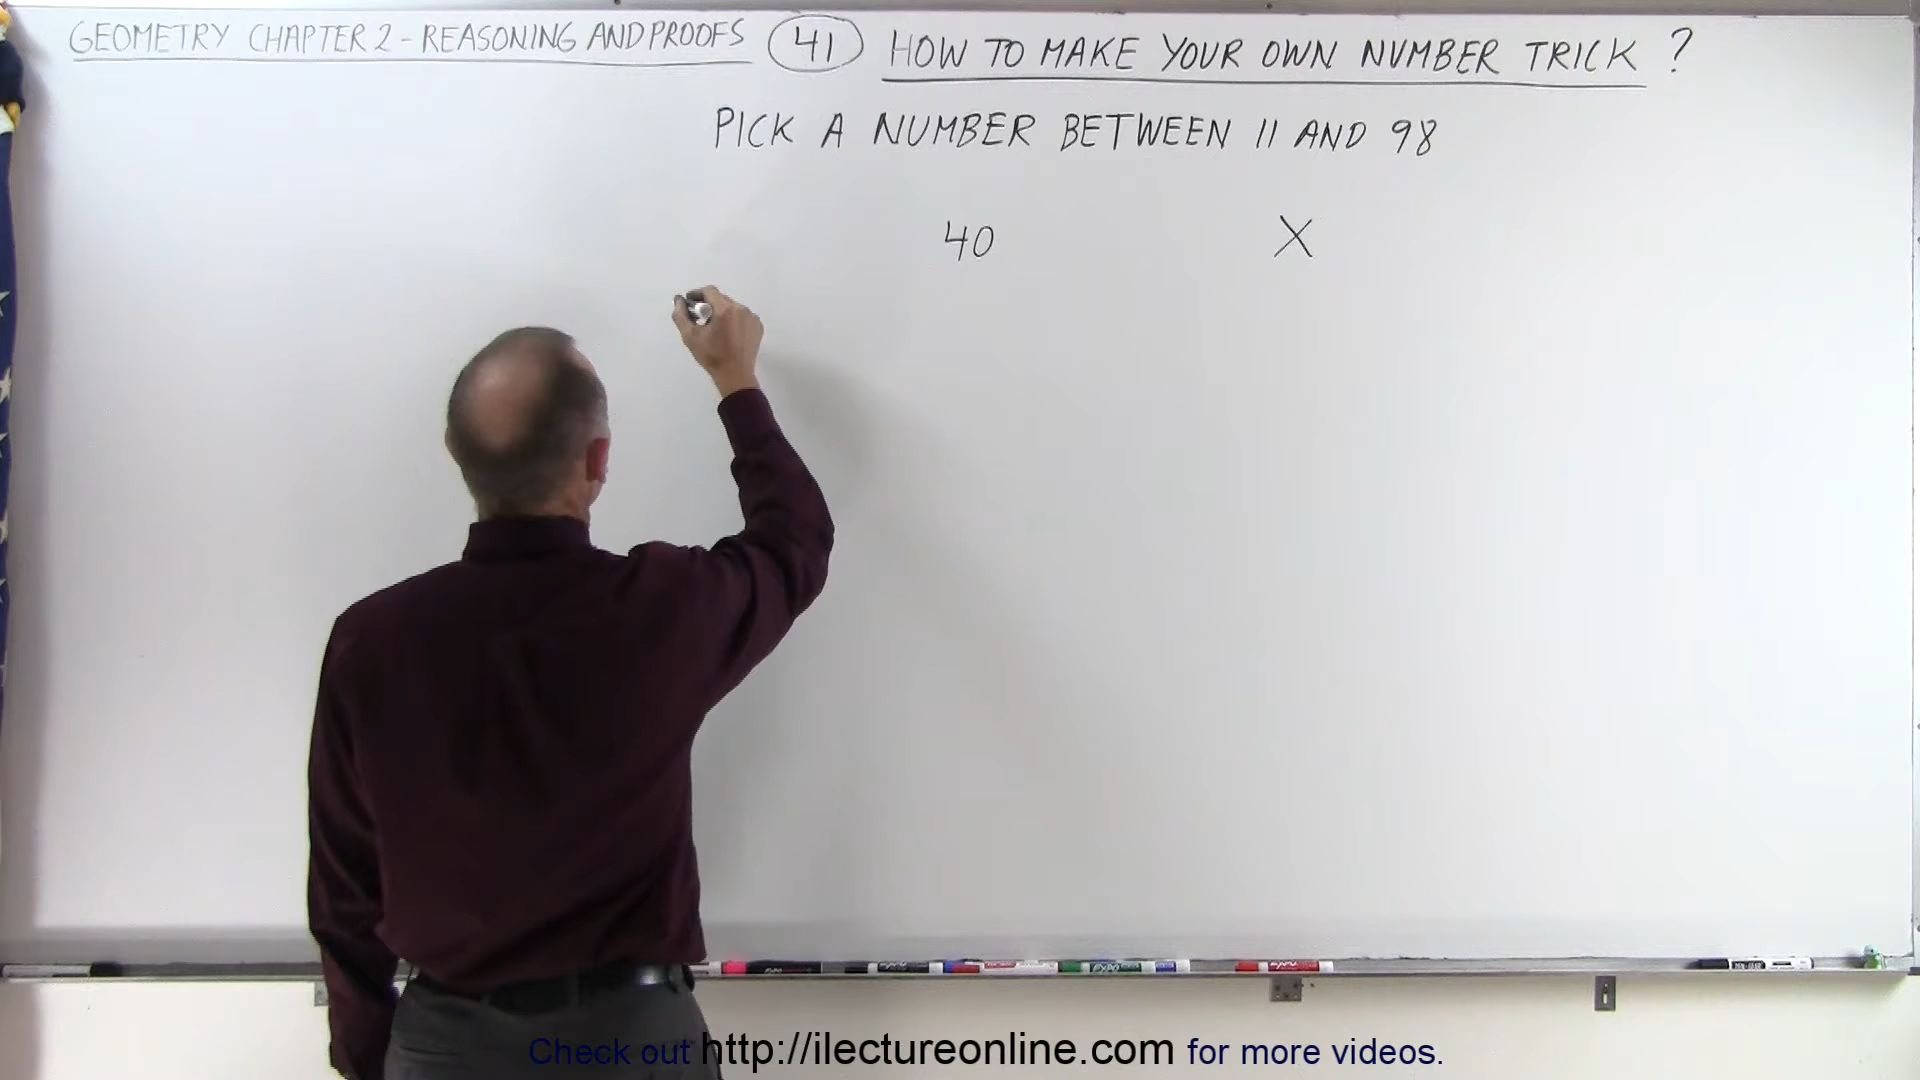 GEOMETRY CHAPTER 2 - REASONING AND PROOFS 41 HOW TO MAKE YOUR OWN NUMBER TRICK ?
PICK A NUMBER BETWEEN 11 AND 98
40 X
EXPO
Check out http://ilectureonline.com for more videos.